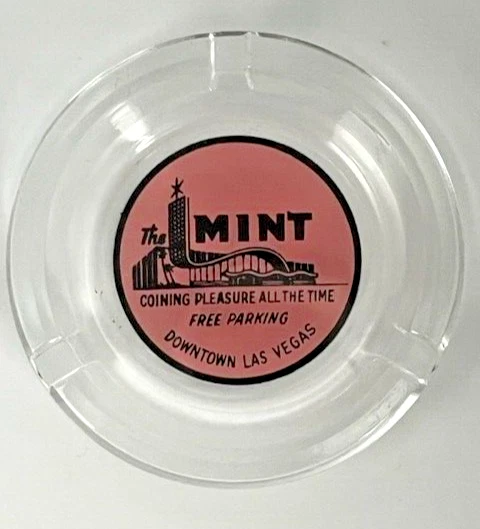 The MINT
COINING PLEASURE ALL THE TIME
FREE PARKING
DOWNTOWN LAS VEGAS